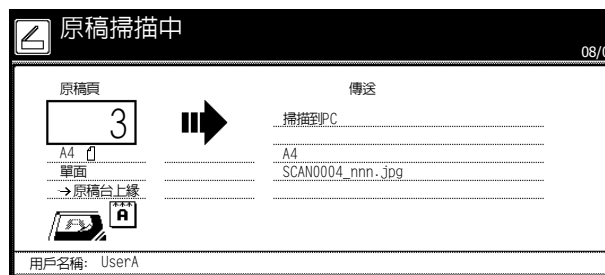 原稿掃描中
08/0
原稿頁
傳送
3
掃描到PC
A4
A4
單面
SCAN0004_nnn.jpg
→原稿台上緣
A
用戶名稱: UserA